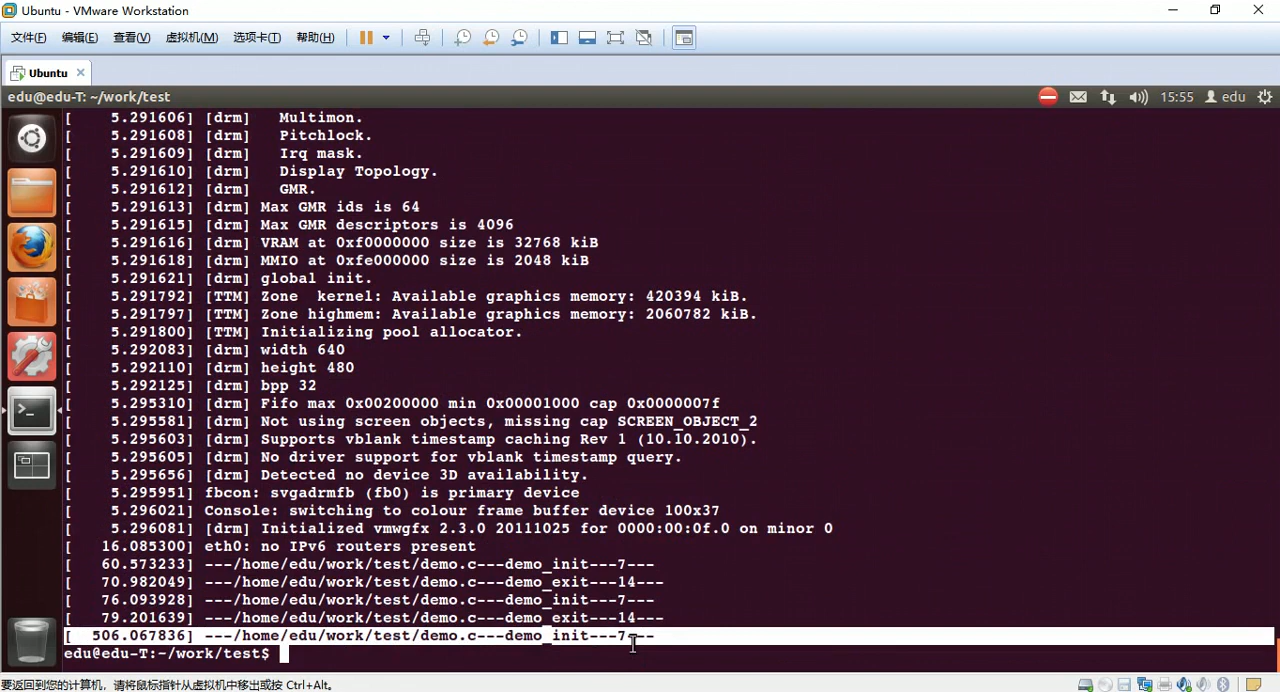 Ubuntu - VMware Workstation
文件(F) 编辑(E) 查看(V) 虚拟机(M) 选项卡(T) 帮助(H)
Ubuntu
edu@edu-T: ~/work/test 15:55 edu
[    5.291606] [drm]   Multimon.
[    5.291608] [drm]   Pitchlock.
[    5.291609] [drm]   Irq mask.
[    5.291610] [drm]   Display Topology.
[    5.291612] [drm]   GMR.
[    5.291613] [drm] Max GMR ids is 64
[    5.291615] [drm] Max GMR descriptors is 4096
[    5.291616] [drm] VRAM at 0xf0000000 size is 32768 kiB
[    5.291618] [drm] MMIO at 0xfe000000 size is 2048 kiB
[    5.291621] [drm] global init.
[    5.291792] [TTM] Zone  kernel: Available graphics memory: 420394 kiB.
[    5.291797] [TTM] Zone highmem: Available graphics memory: 2060782 kiB.
[    5.291800] [TTM] Initializing pool allocator.
[    5.292083] [drm] width 640
[    5.292110] [drm] height 480
[    5.292125] [drm] bpp 32
[    5.295310] [drm] Fifo max 0x00200000 min 0x00001000 cap 0x0000007f
[    5.295581] [drm] Not using screen objects, missing cap SCREEN_OBJECT_2
[    5.295603] [drm] Supports vblank timestamp caching Rev 1 (10.10.2010).
[    5.295605] [drm] No driver support for vblank timestamp query.
[    5.295656] [drm] Detected no device 3D availability.
[    5.295951] fbcon: svgadrmfb (fb0) is primary device
[    5.296021] Console: switching to colour frame buffer device 100x37
[    5.296081] [drm] Initialized vmwgfx 2.3.0 20111025 for 0000:00:0f.0 on minor 0
[   16.085300] eth0: no IPv6 routers present
[   60.573233] ---/home/edu/work/test/demo.c---demo_init---7---
[   70.982049] ---/home/edu/work/test/demo.c---demo_exit---14---
[   76.093928] ---/home/edu/work/test/demo.c---demo_init---7---
[   79.201639] ---/home/edu/work/test/demo.c---demo_exit---14---
[  506.067836] ---/home/edu/work/test/demo.c---demo_init---7---
edu@edu-T:~/work/test$
要返回到您的计算机，请将鼠标指针从虚拟机中移出或按 Ctrl+Alt。